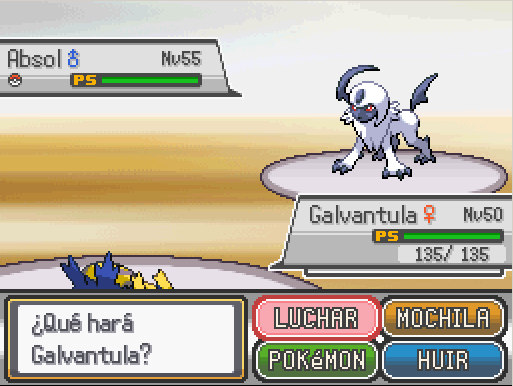 Absol ♂ Nv55
PS
Galvantula ♀ Nv50
PS
135/ 135
¿Qué hará
Galvantula?
LUCHAR
MOCHILA
POKéMON
HUIR